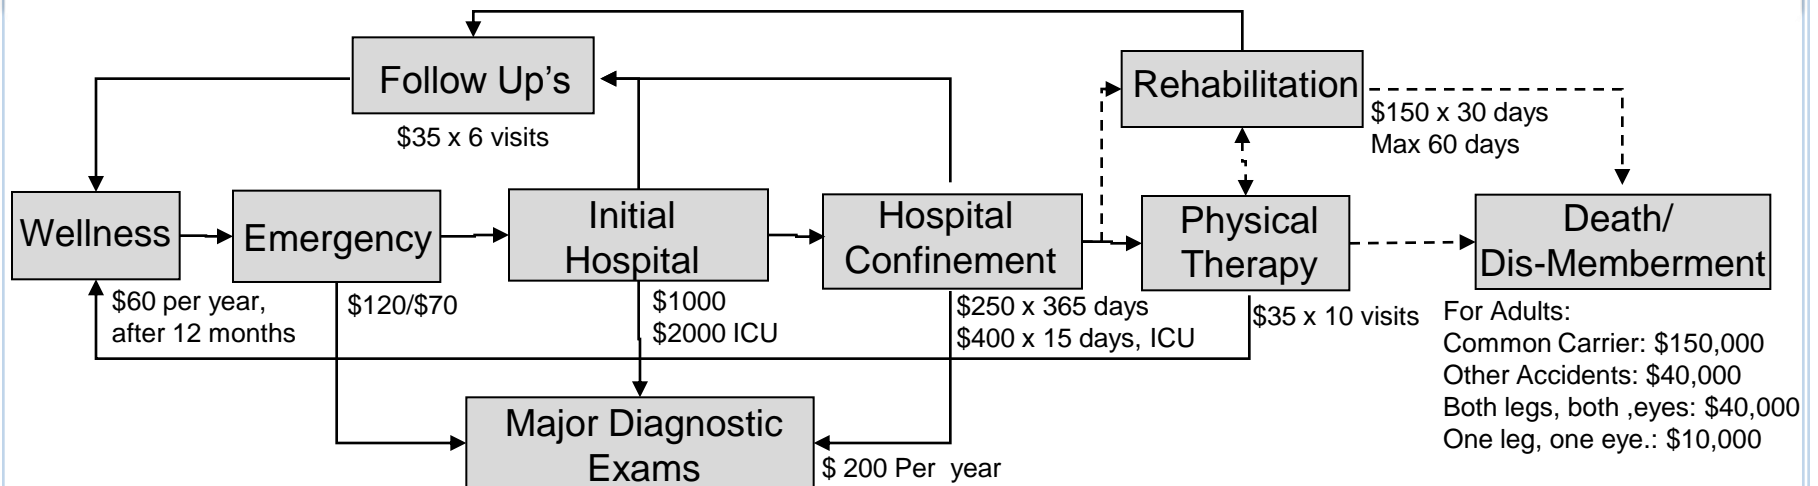 Follow Up's
$35 x 6 visits
Rehabilitation
$150 x 30 days
Max 60 days
Wellness
$60 per year,
after 12 months
Emergency
$120/$70
Initial
Hospital
$1000
$2000 ICU
Hospital
Confinement
$250 x 365 days
$400 x 15 days, ICU
Physical
Therapy
$35 x 10 visits
Death/
Dis-Memberment
For Adults:
Common Carrier: $150,000
Other Accidents: $40,000
Both legs, both ,eyes: $40,000
One leg, one eye.: $10,000
Major Diagnostic
Exams
$ 200 Per year